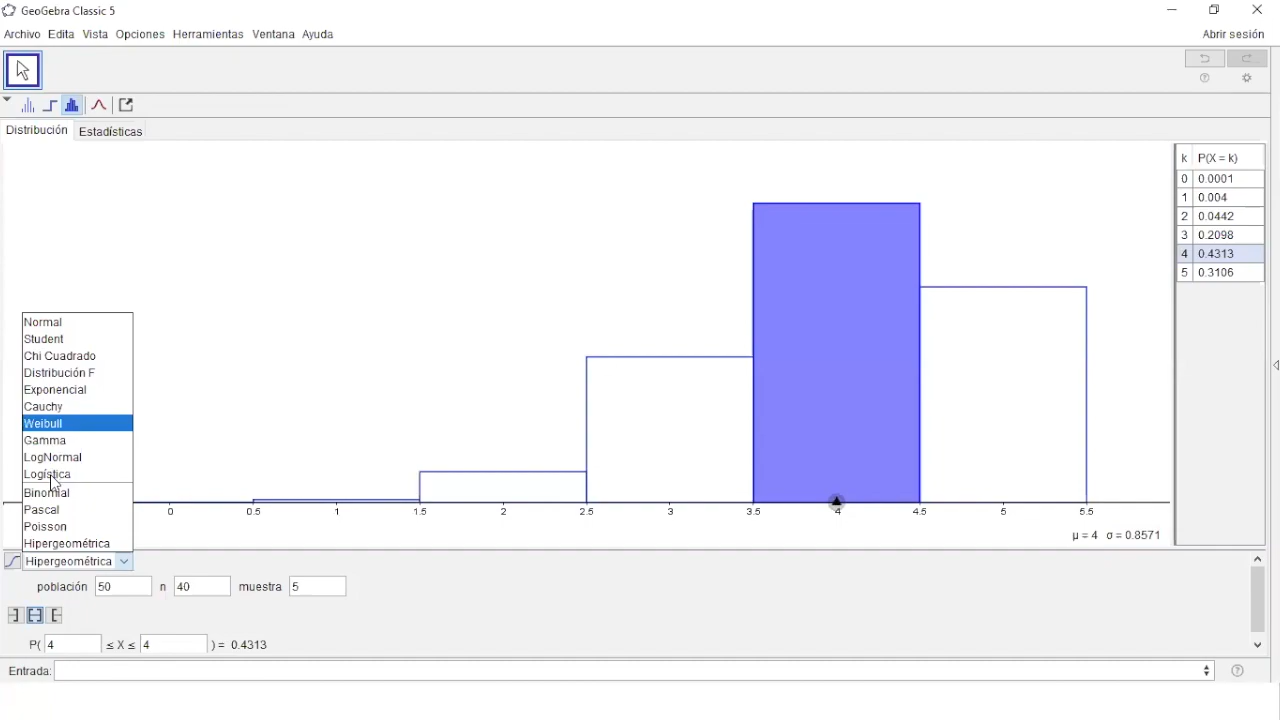 GeoGebra Classic 5
Archivo Edita Vista Opciones Herramientas Ventana Ayuda
Abrir sesión
Distribución Estadísticas
k P(X = k)
0 0.0001
1 0.004
2 0.0442
3 0.2098
4 0.4313
5 0.3106
Normal
Student
Chi Cuadrado
Distribución F
Exponencial
Cauchy
Weibull
Gamma
LogNormal
Logística
Binomial
Pascal
Poisson
Hipergeométrica
0 0.5 1 1.5 2 2.5 3 3.5 4 4.5 5 5.5
μ = 4 σ = 0.8571
Hipergeométrica
población 50 n 40 muestra 5
P( 4 ≤ X ≤ 4 ) = 0.4313
Entrada: